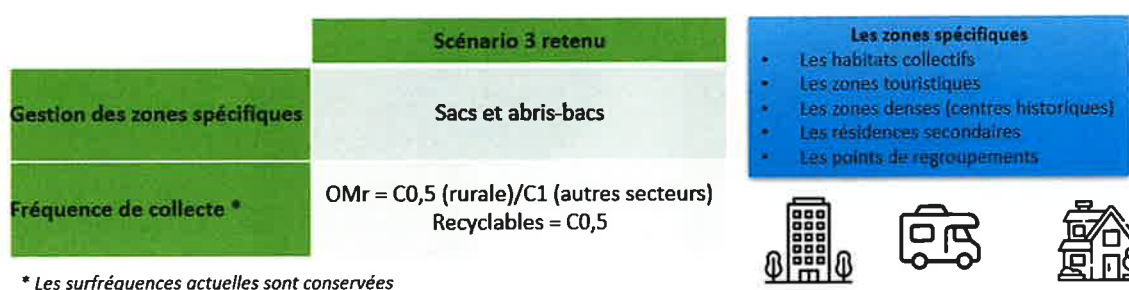 Scénario 3 retenu
Gestion des zones spécifiques
Sacs et abris-bacs
Fréquence de collecte *
OMr = C0,5 (rurale)/C1 (autres secteurs)
Recyclables = C0,5
* Les surfréquences actuelles sont conservées
Les zones spécifiques
• Les habitats collectifs
• Les zones touristiques
• Les zones denses (centres historiques)
• Les résidences secondaires
• Les points de regroupements